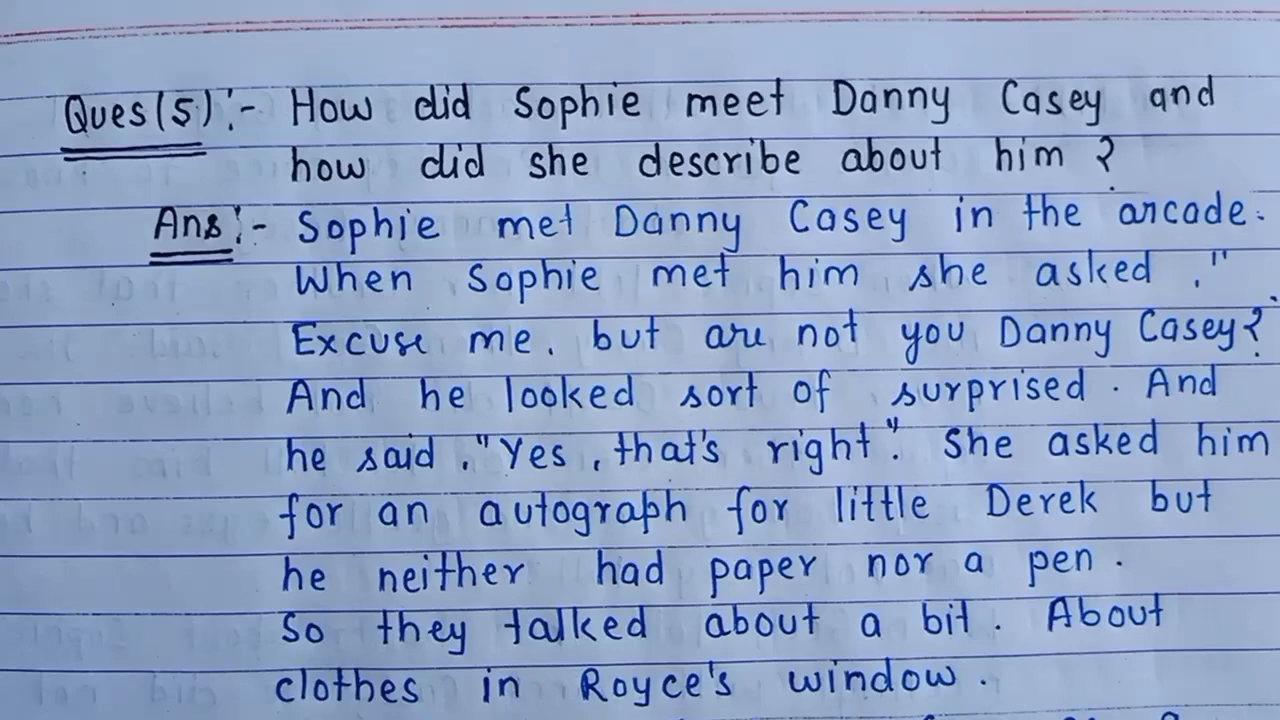 Ques(5):- How did Sophie meet Danny Casey and
how did she describe about him?
Ans:- Sophie met Danny Casey in the arcade.
When Sophie met him she asked ,"
Excuse me, but are not you Danny Casey?
And he looked sort of surprised. And
he said ,"Yes, that's right". She asked him
for an autograph for little Derek but
he neither had paper nor a pen.
So they talked about a bit. About
clothes in Royce's window.